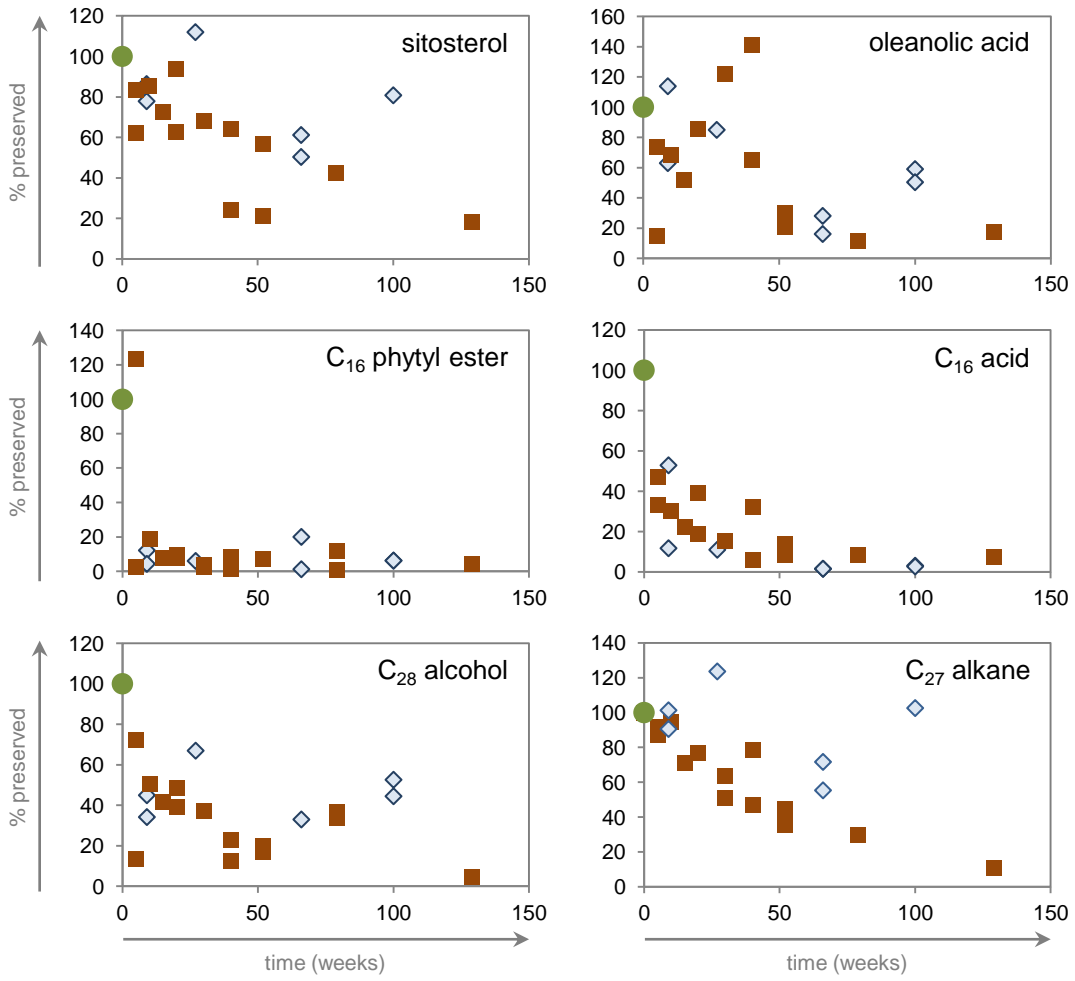 sitosterol
% preserved
120
100
80
60
40
20
0
0 50 100 150
oleanolic acid
160
140
120
100
80
60
40
20
0
0 50 100 150
C₁₆ phytyl ester
% preserved
140
120
100
80
60
40
20
0
0 50 100 150
C₁₆ acid
120
100
80
60
40
20
0
0 50 100 150
C₂₈ alcohol
% preserved
120
100
80
60
40
20
0
0 50 100 150
time (weeks)
C₂₇ alkane
140
120
100
80
60
40
20
0
0 50 100 150
time (weeks)